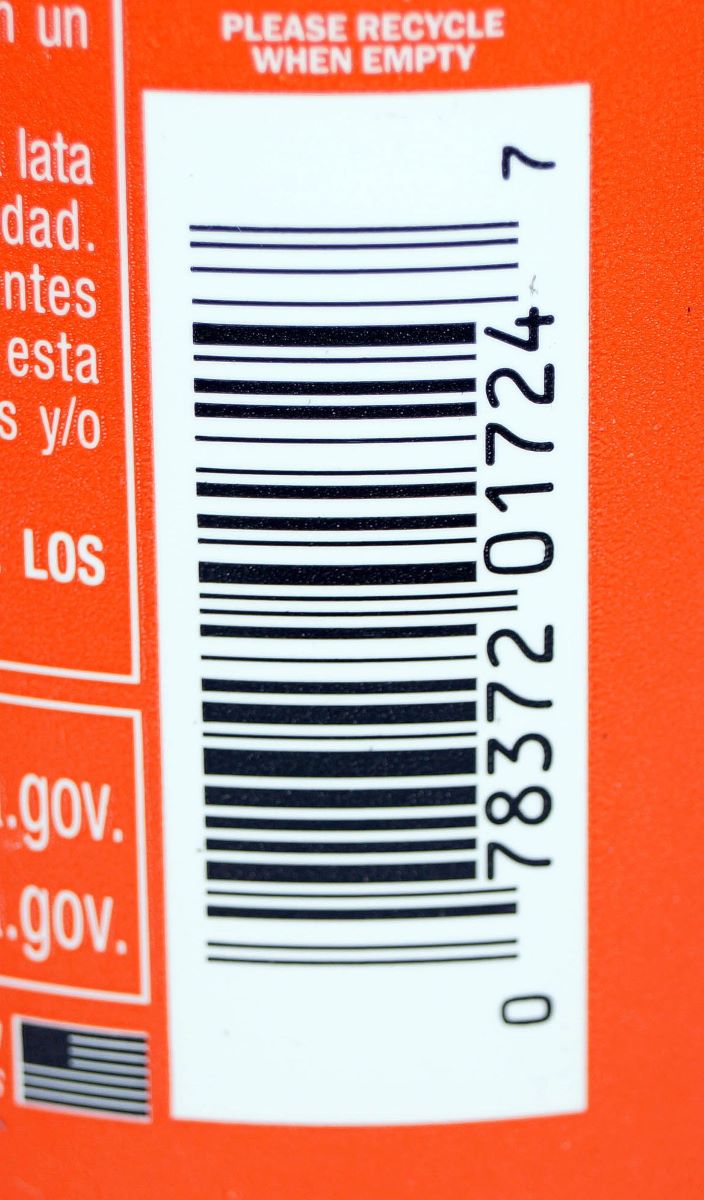 un
PLEASE RECYCLE
WHEN EMPTY
lata
dad.
ntes
esta
s y/o
LOS
.gov.
.gov.
0 78372 01724 7